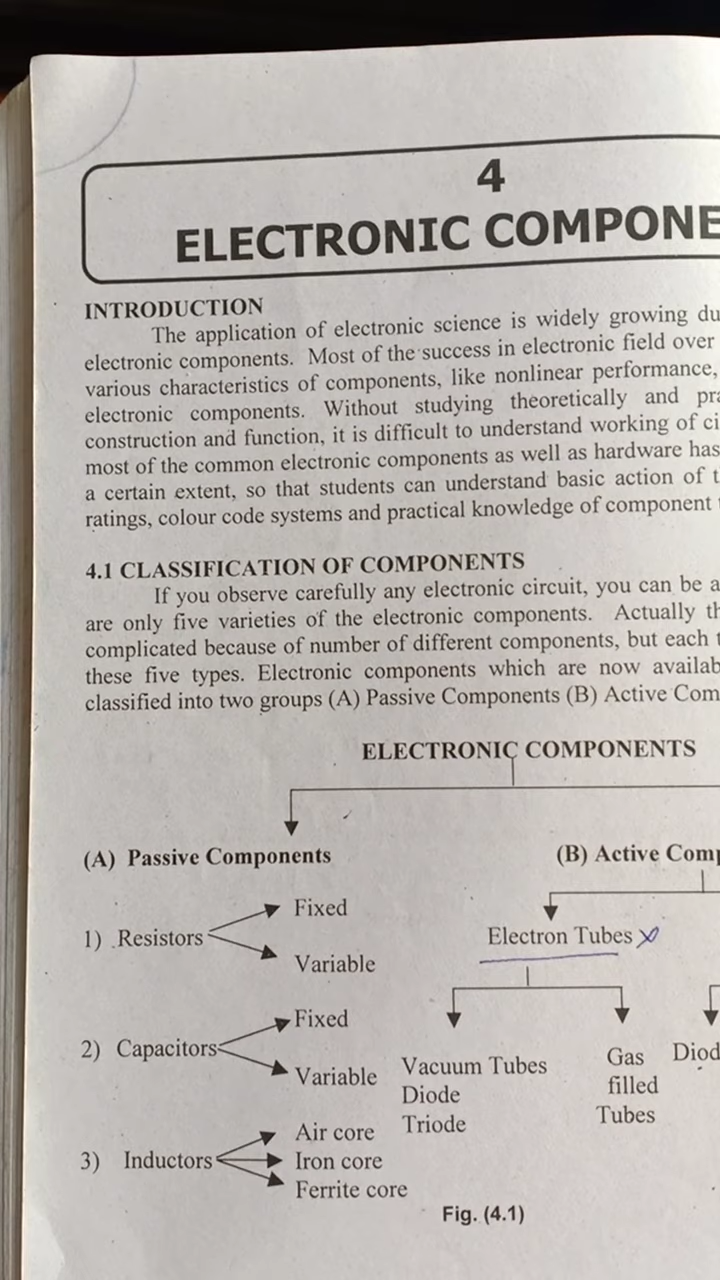 4
ELECTRONIC COMPONE
INTRODUCTION
The application of electronic science is widely growing du
electronic components. Most of the success in electronic field over
various characteristics of components, like nonlinear performance,
electronic components. Without studying theoretically and pra
construction and function, it is difficult to understand working of ci
most of the common electronic components as well as hardware has
a certain extent, so that students can understand basic action of t
ratings, colour code systems and practical knowledge of component
4.1 CLASSIFICATION OF COMPONENTS
If you observe carefully any electronic circuit, you can be a
are only five varieties of the electronic components. Actually th
complicated because of number of different components, but each t
these five types. Electronic components which are now availab
classified into two groups (A) Passive Components (B) Active Com
ELECTRONIC COMPONENTS
(A) Passive Components
(B) Active Comp
1) Resistors
Fixed
Variable
Electron Tubes
2) Capacitors
Fixed
Variable
Vacuum Tubes
Diode
Triode
Gas
filled
Tubes
Diod
3) Inductors
Air core
Iron core
Ferrite core
Fig. (4.1)